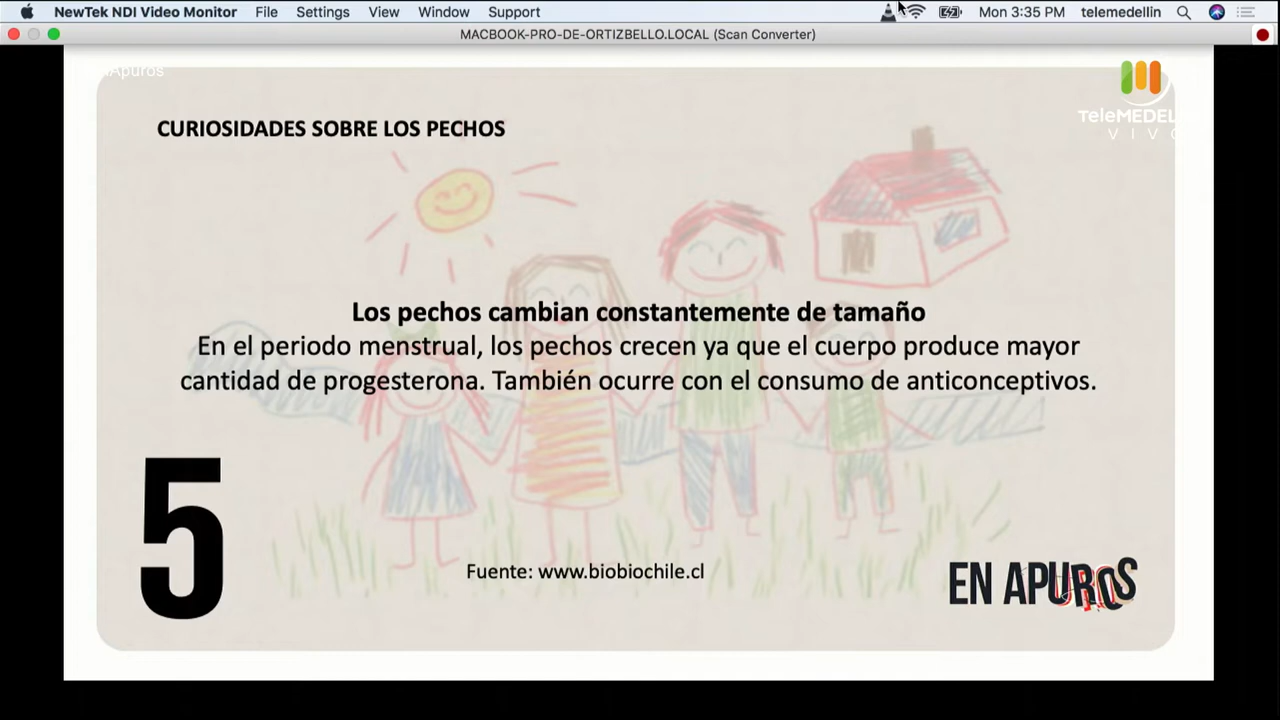 NewTek NDI Video Monitor File Settings View Window Support Mon 3:35 PM telemedellin
MACBOOK-PRO-DE-ORTIZBELLO.LOCAL (Scan Converter)
Apuros
TeleMEDEL
VIVO
CURIOSIDADES SOBRE LOS PECHOS
Los pechos cambian constantemente de tamaño
En el periodo menstrual, los pechos crecen ya que el cuerpo produce mayor
cantidad de progesterona. También ocurre con el consumo de anticonceptivos.
5
Fuente: www.biobiochile.cl
EN APUROS